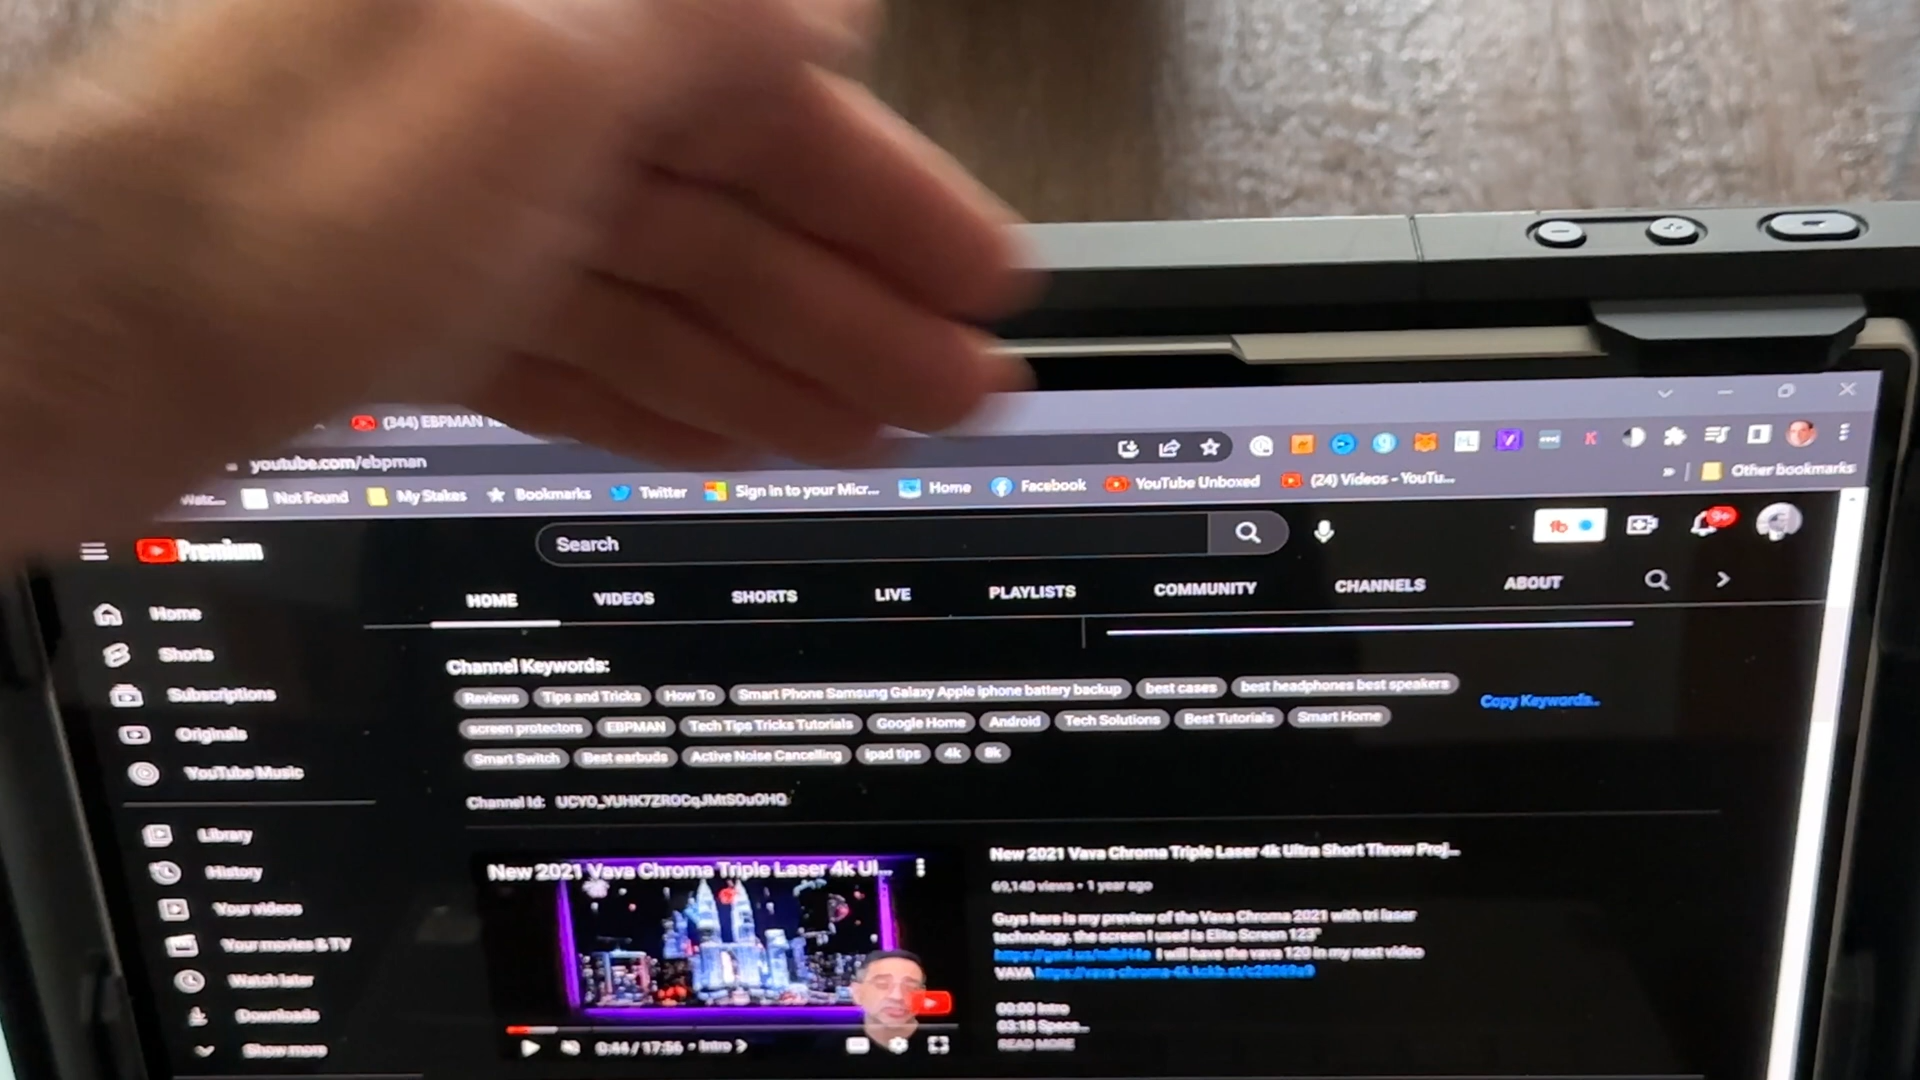 (344) EBPMAN
youtube.com/ebpman
Watc...
Not Found
My Stakes
Bookmarks
Twitter
Sign in to your Micr...
Home
Facebook
YouTube Unboxed
(24) Videos - YouTu...
»
Other bookmarks
Premium
Search
9+
HOME
VIDEOS
SHORTS
LIVE
PLAYLISTS
COMMUNITY
CHANNELS
ABOUT
Home
Shorts
Subscriptions
Originals
YouTube Music
Library
History
Your videos
Your movies & TV
Watch later
Downloads
Show more
Channel Keywords:
Reviews
Tips and Tricks
How To
Smart Phone Samsung Galaxy Apple iphone battery backup
best cases
best headphones best speakers
screen protectors
EBPMAN
Tech Tips Tricks Tutorials
Google Home
Android
Tech Solutions
Best Tutorials
Smart Home
Smart Switch
Best earbuds
Active Noise Cancelling
ipad tips
4k
8k
Copy Keywords..
Channel Id:
New 2021 Vava Chroma Triple Laser 4k Ul...
0:44 / 17:56 • Intro
New 2021 Vava Chroma Triple Laser 4k Ultra Short Throw Proj...
69,140 views • 1 year ago
Guys here is my preview of the Vava Chroma 2021 with tri laser
technology. the screen I used is Elite Screen 123"
I will have the vava 120 in my next video
VAVA
00:00 Intro
03:18 Specs...
READ MORE